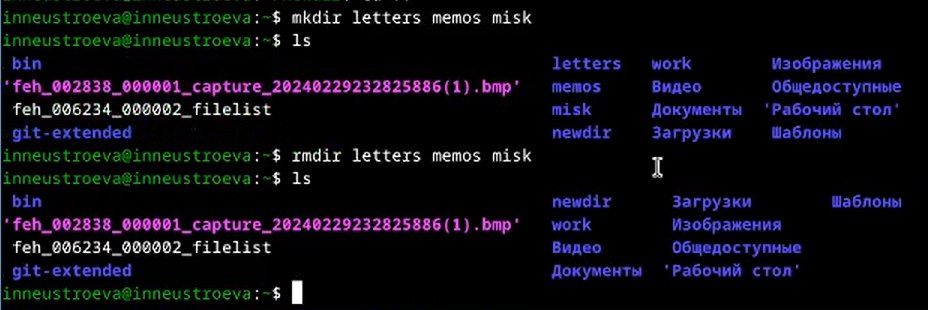 inneustroeva@inneustroeva:~$ mkdir letters memos misk
inneustroeva@inneustroeva:~$ ls
bin letters work Изображения
'feh_002838_000001_capture_20240229232825886(1).bmp' memos Видео Общедоступные
feh_006234_000002_filelist misk Документы 'Рабочий стол'
git-extended newdir Загрузки Шаблоны
inneustroeva@inneustroeva:~$ rmdir letters memos misk
inneustroeva@inneustroeva:~$ ls
bin newdir Загрузки Шаблоны
'feh_002838_000001_capture_20240229232825886(1).bmp' work Изображения
feh_006234_000002_filelist Видео Общедоступные
git-extended Документы 'Рабочий стол'
inneustroeva@inneustroeva:~$